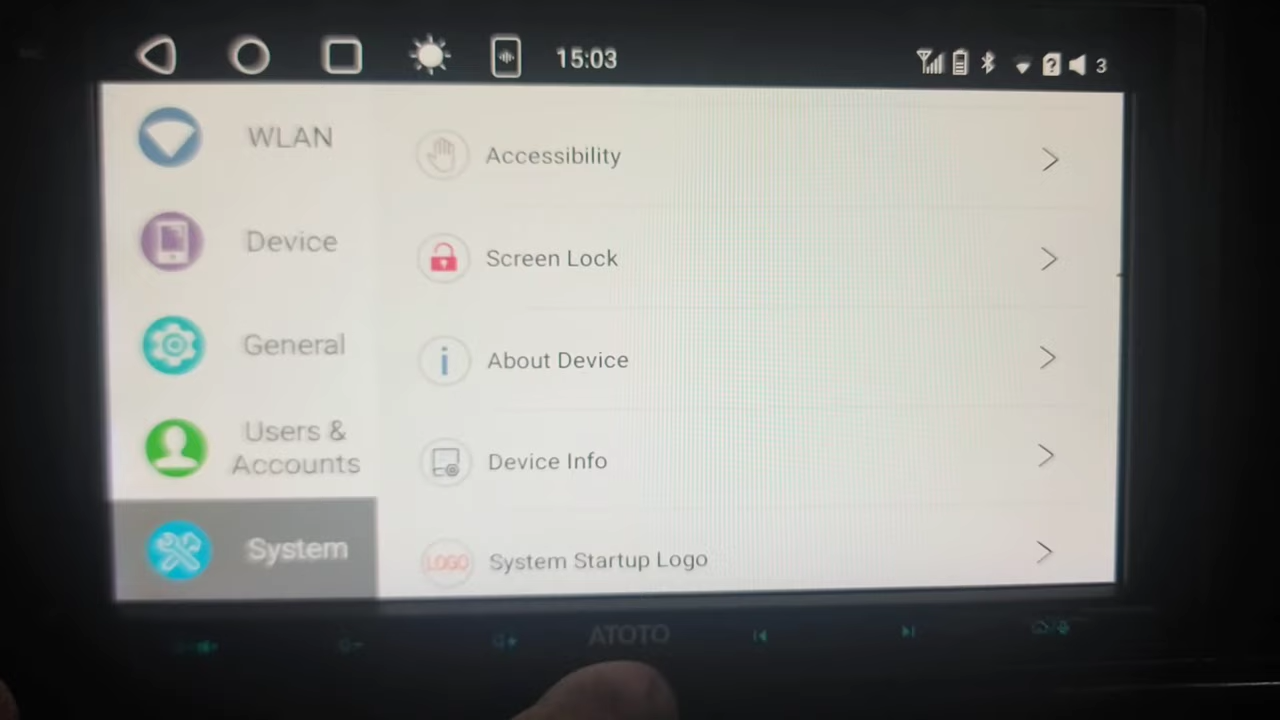 15:03
3
WLAN
Device
General
Users &
Accounts
System
Accessibility
Screen Lock
About Device
Device Info
LOGO
System Startup Logo
ATOTO